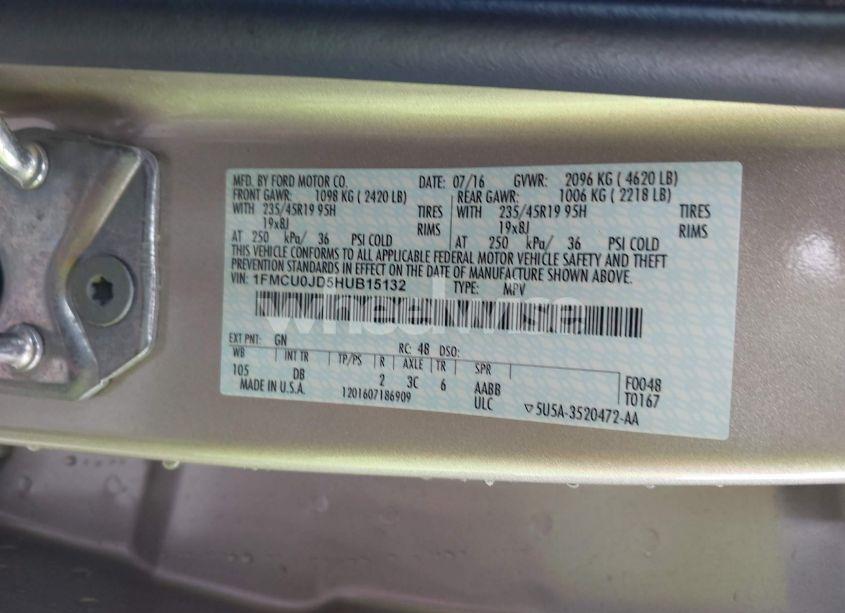 MFD. BY FORD MOTOR CO. DATE: 07/16 GVWR: 2096 KG ( 4620 LB)
FRONT GAWR: 1098 KG ( 2420 LB) REAR GAWR: 1006 KG ( 2218 LB)
WITH 235/45R19 95H TIRES WITH 235/45R19 95H TIRES
19x8J RIMS 19x8J RIMS
AT 250 kPa/ 36 PSI COLD AT 250 kPa/ 36 PSI COLD
THIS VEHICLE CONFORMS TO ALL APPLICABLE FEDERAL MOTOR VEHICLE SAFETY AND THEFT
PREVENTION STANDARDS IN EFFECT ON THE DATE OF MANUFACTURE SHOWN ABOVE.
VIN: 1FMCU0JD5HUB15132 TYPE: MPV
EXT PNT: GN RC: 48 DSO:
WB INT TR TP/PS R AXLE TR SPR
105 DB 2 3C 6 AABB F0048
MADE IN U.S.A. 1201607186909 ULC T0167
▽5U5A-3520472-AA